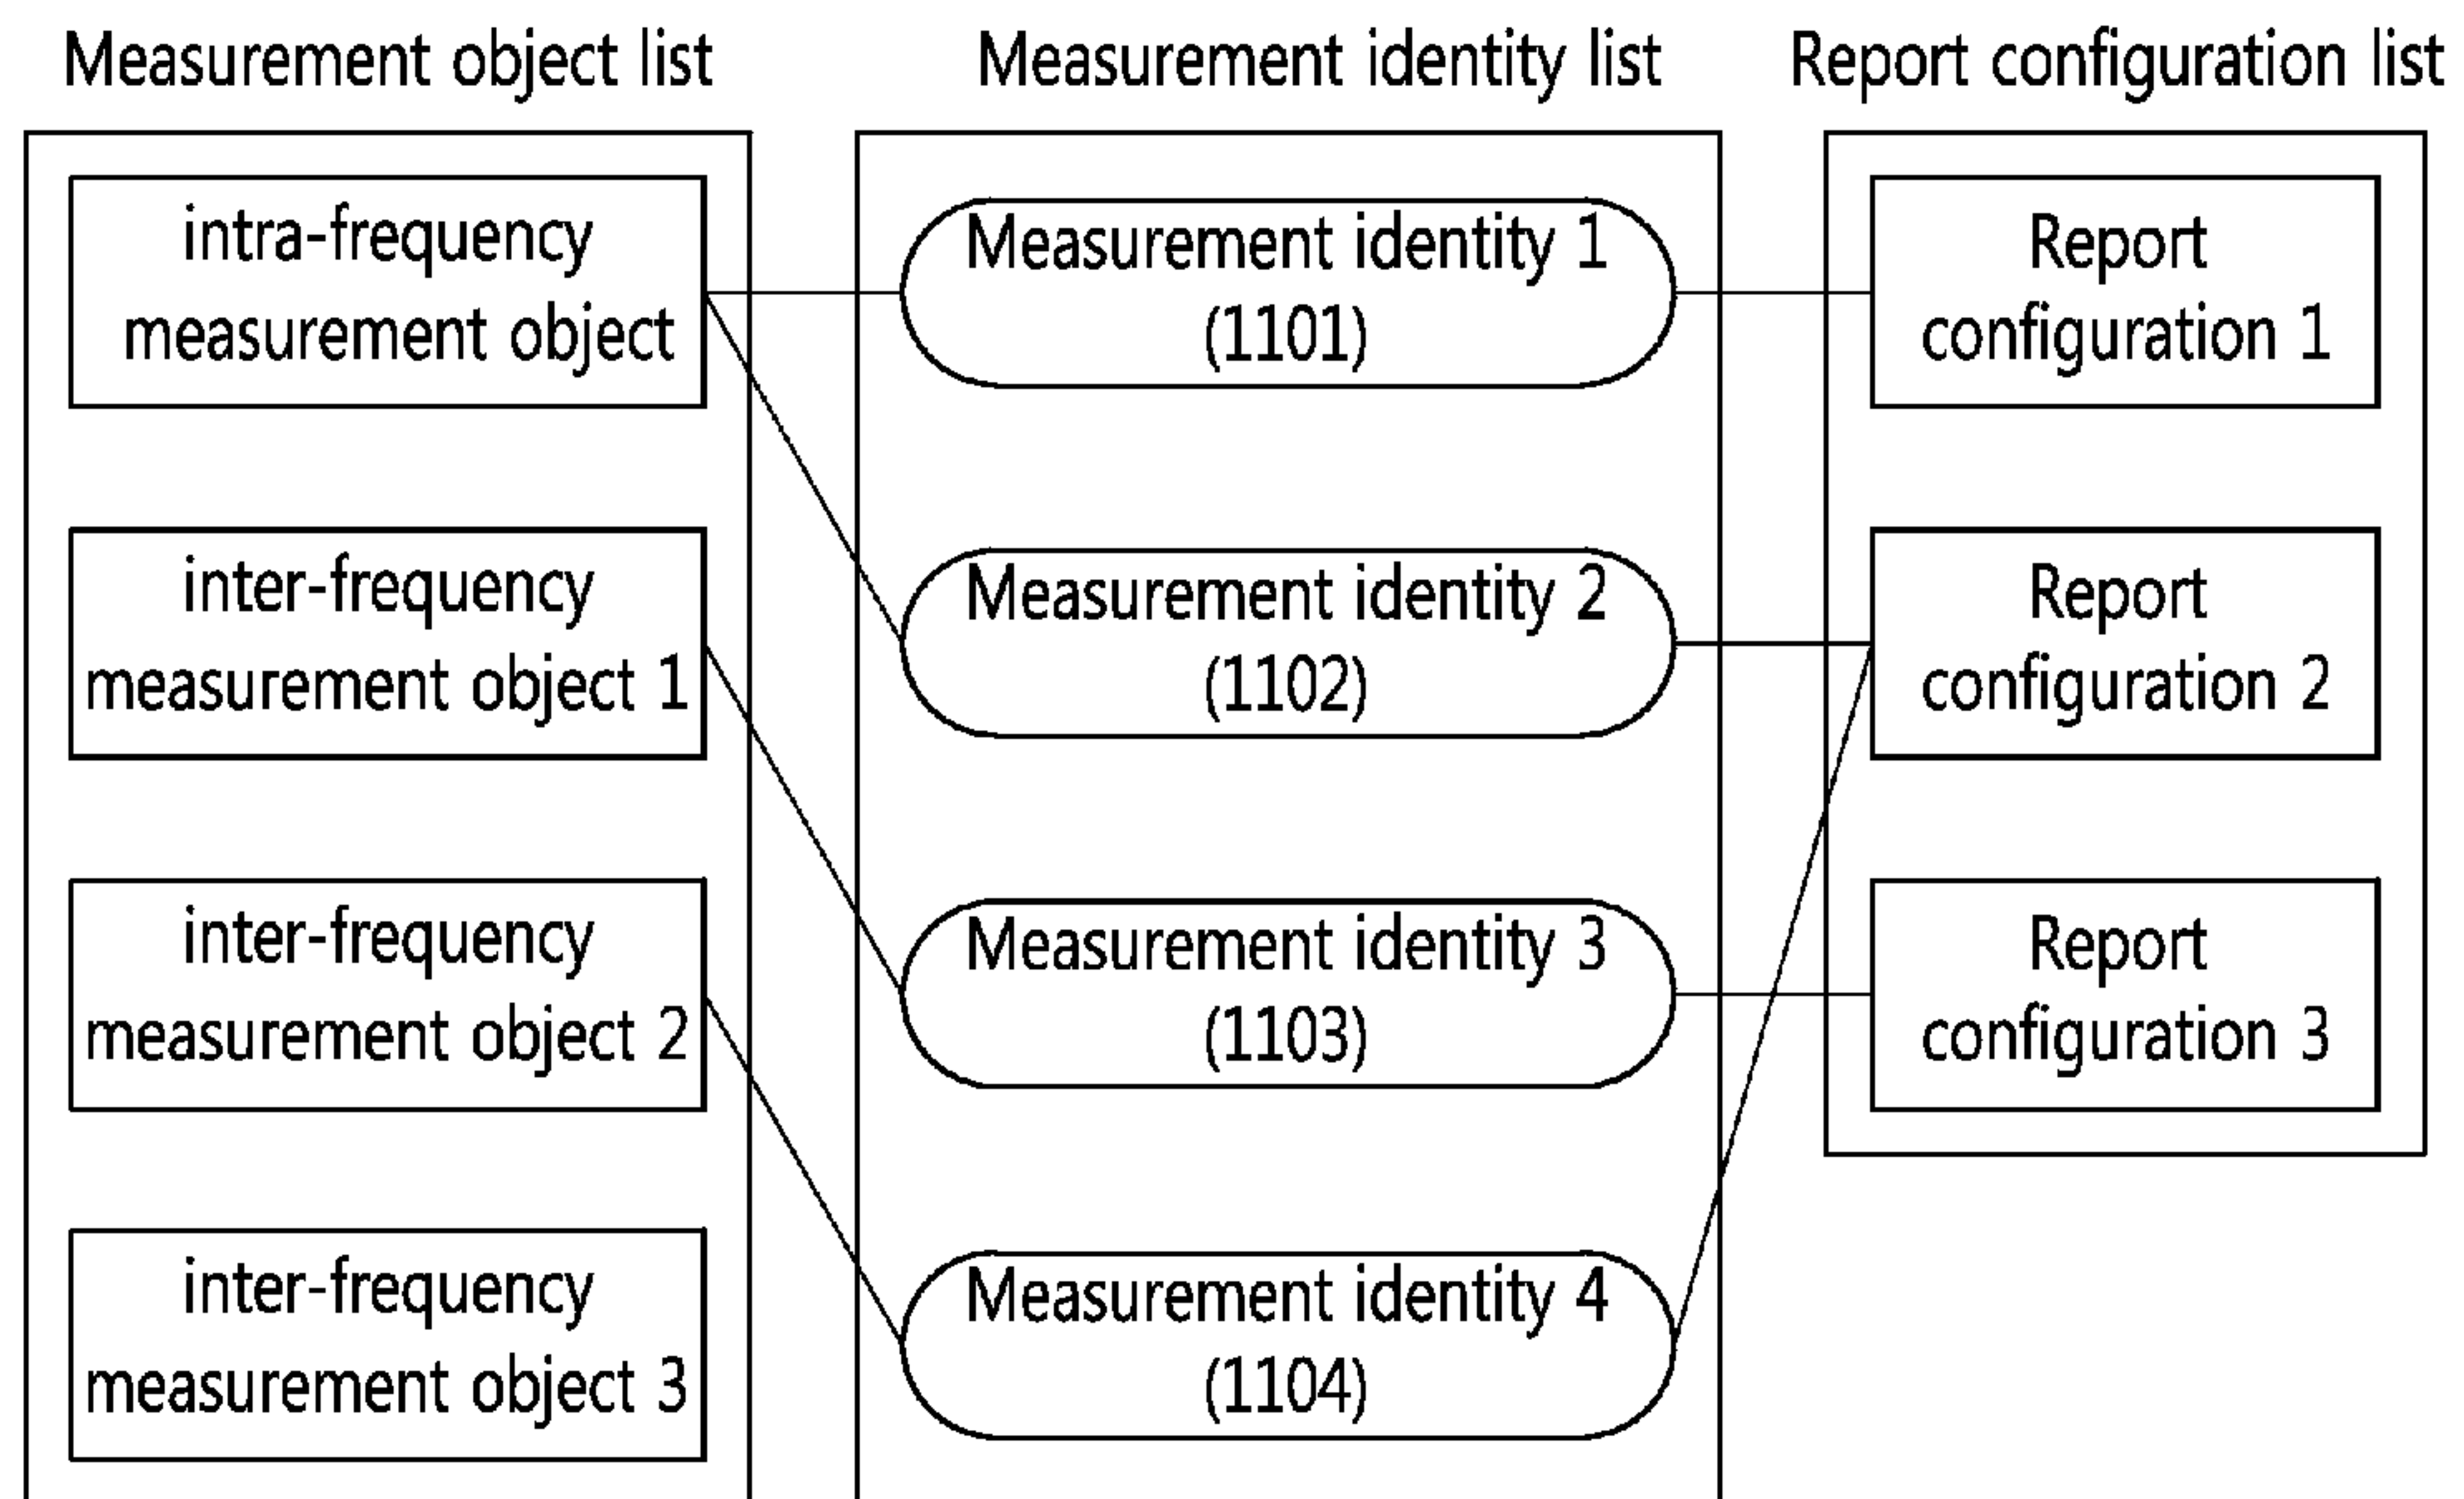 Measurement object list
Measurement identity list
Report configuration list
intra-frequency
measurement object
Measurement identity 1
(1101)
Report
configuration 1
inter-frequency
measurement object 1
Measurement identity 2
(1102)
Report
configuration 2
inter-frequency
measurement object 2
Measurement identity 3
(1103)
Report
configuration 3
inter-frequency
measurement object 3
Measurement identity 4
(1104)